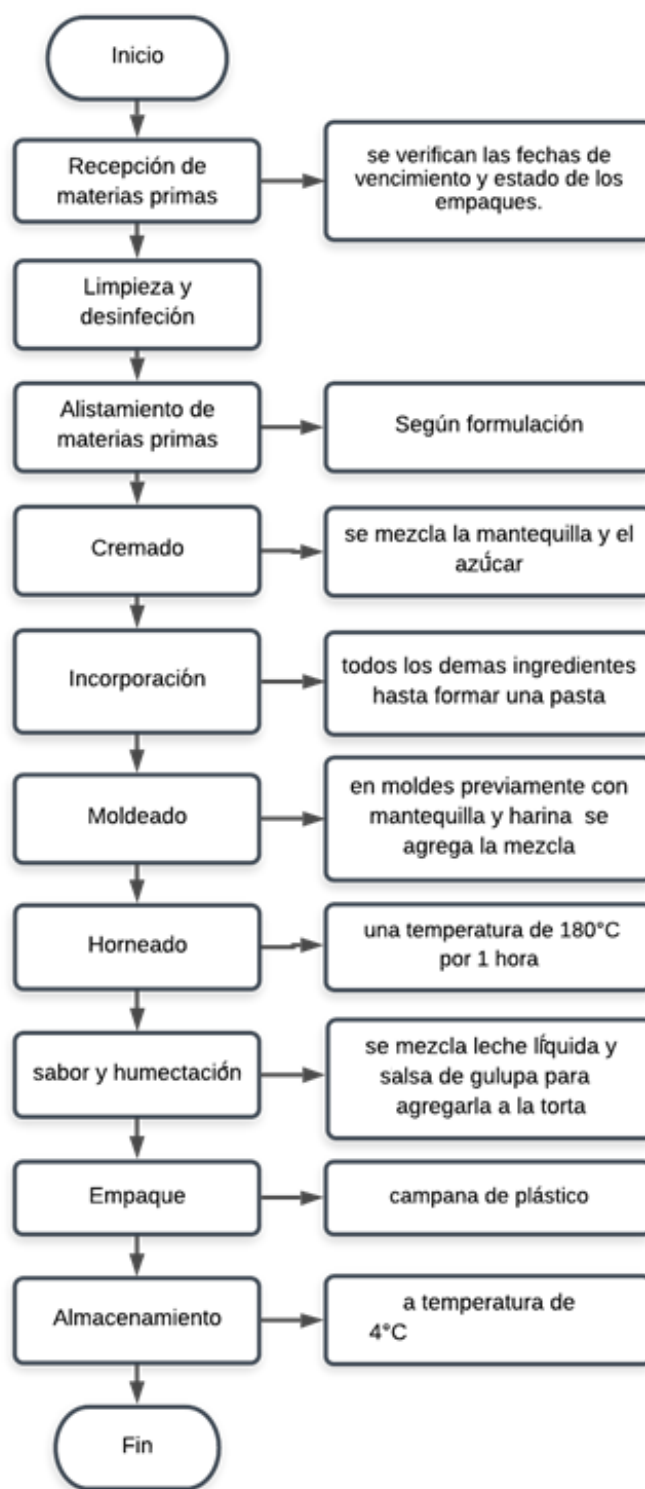 Inicio
Recepción de
materias primas
se verifican las fechas de
vencimiento y estado de los
empaques.
Limpieza y
desinfeción
Alistamiento de
materias primas
Según formulación
Cremado
se mezcla la mantequilla y el
azúcar
Incorporación
todos los demas ingredientes
hasta formar una pasta
Moldeado
en moldes previamente con
mantequilla y harina se
agrega la mezcla
Horneado
una temperatura de 180°C
por 1 hora
sabor y humectación
se mezcla leche líquida y
salsa de gulupa para
agregarla a la torta
Empaque
campana de plástico
Almacenamiento
a temperatura de
4°C
Fin